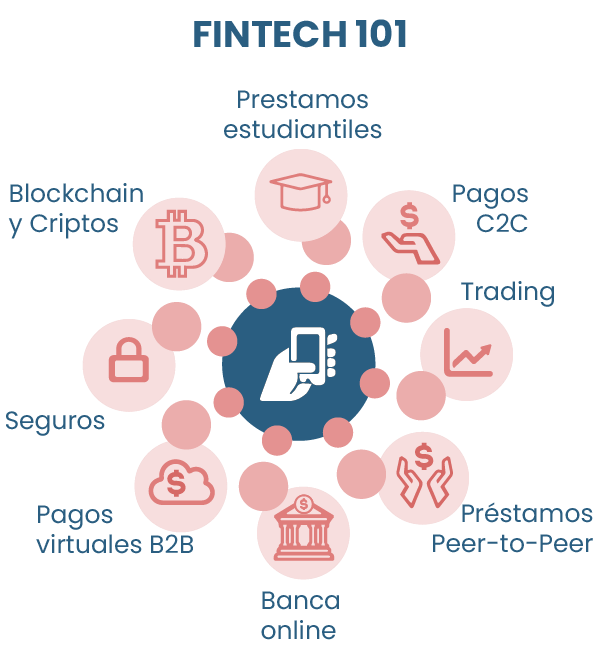 FINTECH 101
Prestamos
estudiantiles
Blockchain
y Criptos
Pagos
C2C
Trading
Seguros
Pagos
virtuales B2B
Préstamos
Peer-to-Peer
Banca
online